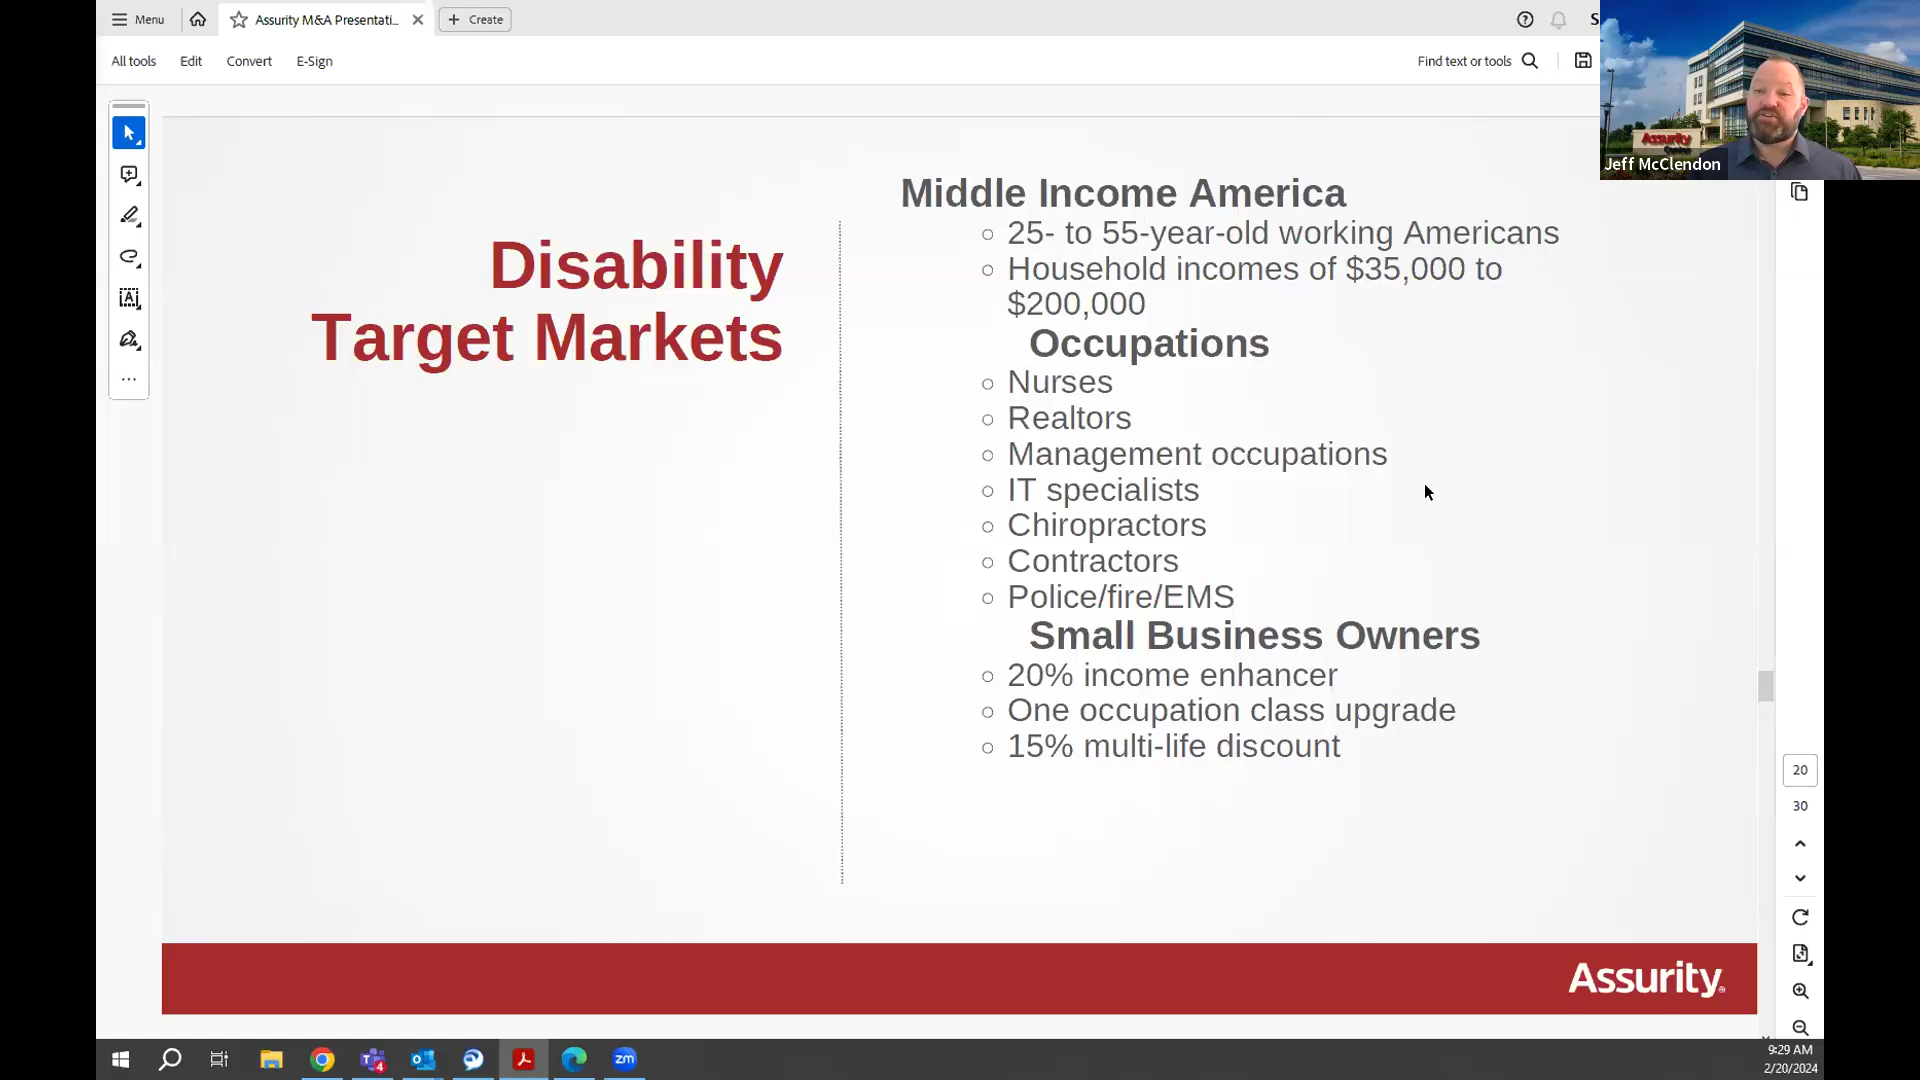 Menu
Assurity M&A Presentati...
Create
S
All tools
Edit
Convert
E-Sign
Find text or tools
Assurity
Jeff McClendon
Disability
Target Markets
Middle Income America
25- to 55-year-old working Americans
Household incomes of $35,000 to
$200,000
Occupations
Nurses
Realtors
Management occupations
IT specialists
Chiropractors
Contractors
Police/fire/EMS
Small Business Owners
20% income enhancer
One occupation class upgrade
15% multi-life discount
20
30
Assurity®
4
zm
9:29 AM
2/20/2024